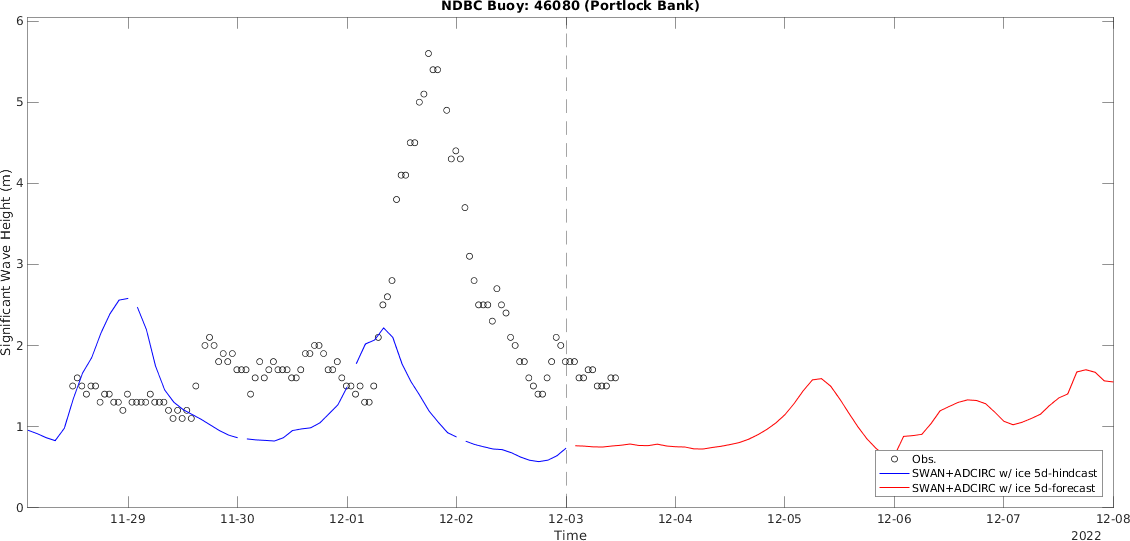 NDBC Buoy: 46080 (Portlock Bank)
6
5
4
3
2
1
0
Significant Wave Height (m)
Obs.
SWAN+ADCIRC w/ ice 5d-hindcast
SWAN+ADCIRC w/ ice 5d-forecast
11-29 11-30 12-01 12-02 12-03 12-04 12-05 12-06 12-07 12-08
Time
2022